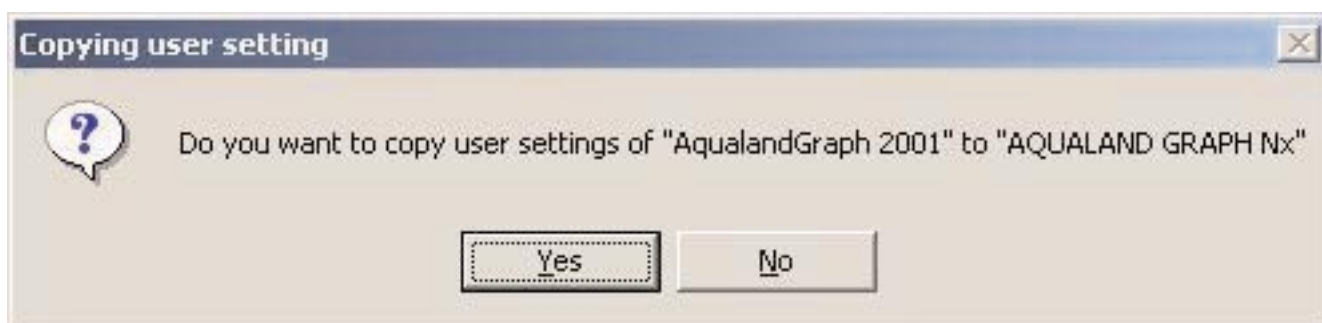 Copying user setting
Do you want to copy user settings of "AqualandGraph 2001" to "AQUALAND GRAPH Nx"
Yes
No